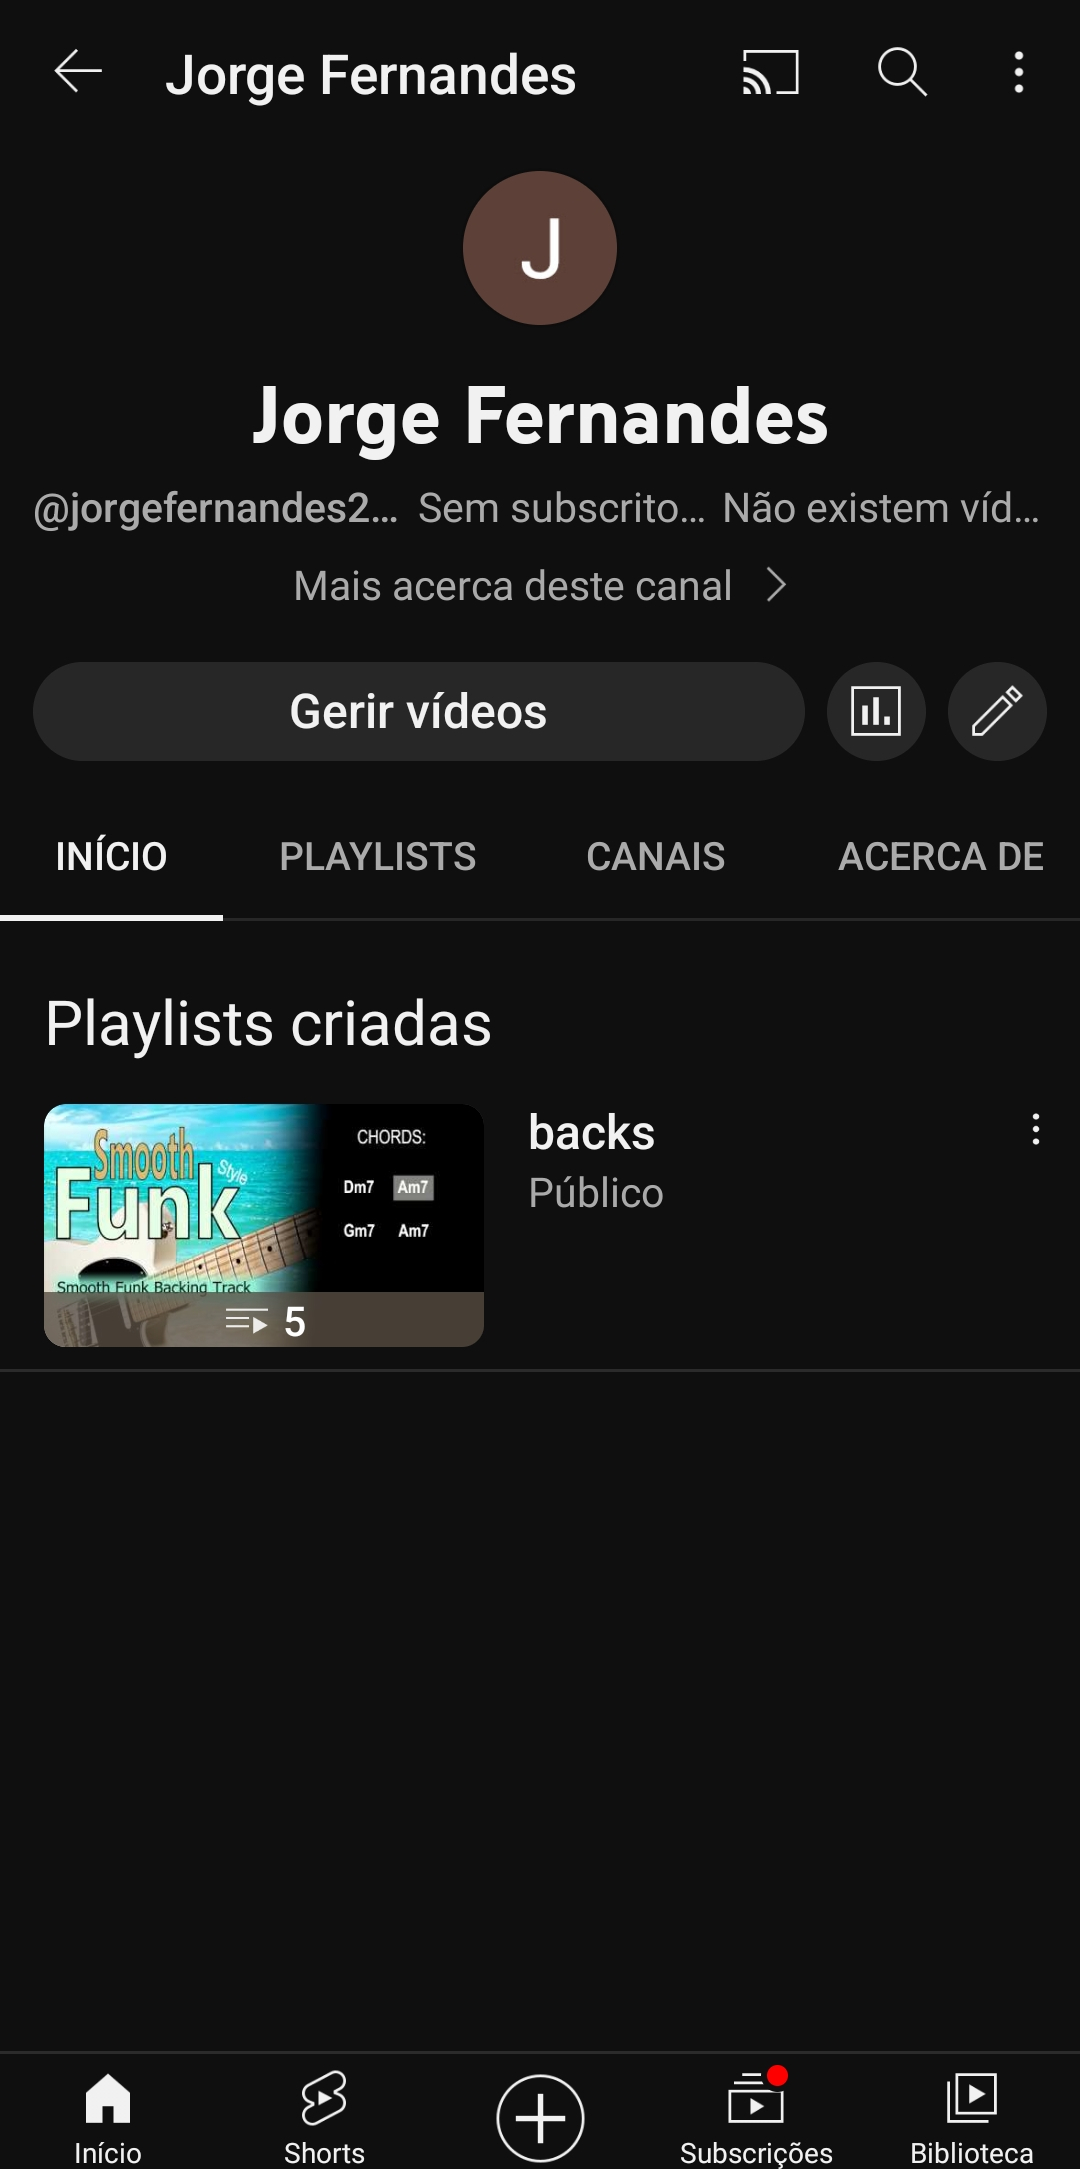 Jorge Fernandes
J
Jorge Fernandes
@jorgefernandes2... Sem subscrito... Não existem víd...
Mais acerca deste canal
Gerir vídeos
INÍCIO PLAYLISTS CANAIS ACERCA DE
Playlists criadas
Smooth
Funk Style
Smooth Funk Backing Track
CHORDS:
Dm7 Am7
Gm7 Am7
5
backs
Público
Início Shorts Subscrições Biblioteca